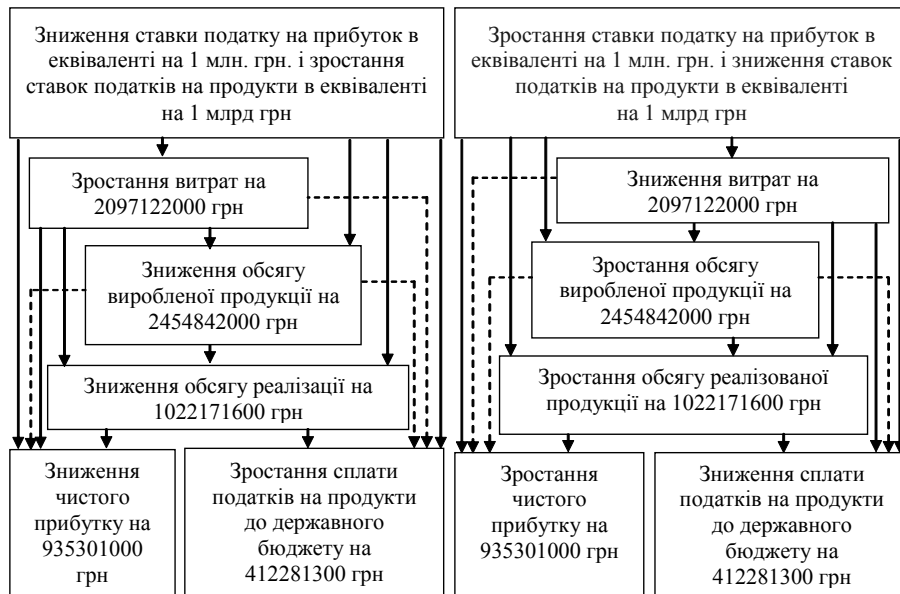 Зниження ставки податку на прибуток в
еквіваленті на 1 млн. грн. і зростання
ставок податків на продукти в еквіваленті
на 1 млрд грн
Зростання витрат на
2097122000 грн
Зниження обсягу
виробленої продукції на
2454842000 грн
Зниження обсягу реалізації на
1022171600 грн
Зниження
чистого
прибутку на
935301000
грн
Зростання сплати
податків на продукти
до державного
бюджету на
412281300 грн
Зростання ставки податку на прибуток в
еквіваленті на 1 млн. грн. і зниження ставок
податків на продукти в еквіваленті
на 1 млрд грн
Зниження витрат на
2097122000 грн
Зростання обсягу
виробленої продукції на
2454842000 грн
Зростання обсягу реалізованої
продукції на 1022171600 грн
Зростання
чистого
прибутку на
935301000 грн
Зниження сплати
податків на продукти
до державного
бюджету на
412281300 грн